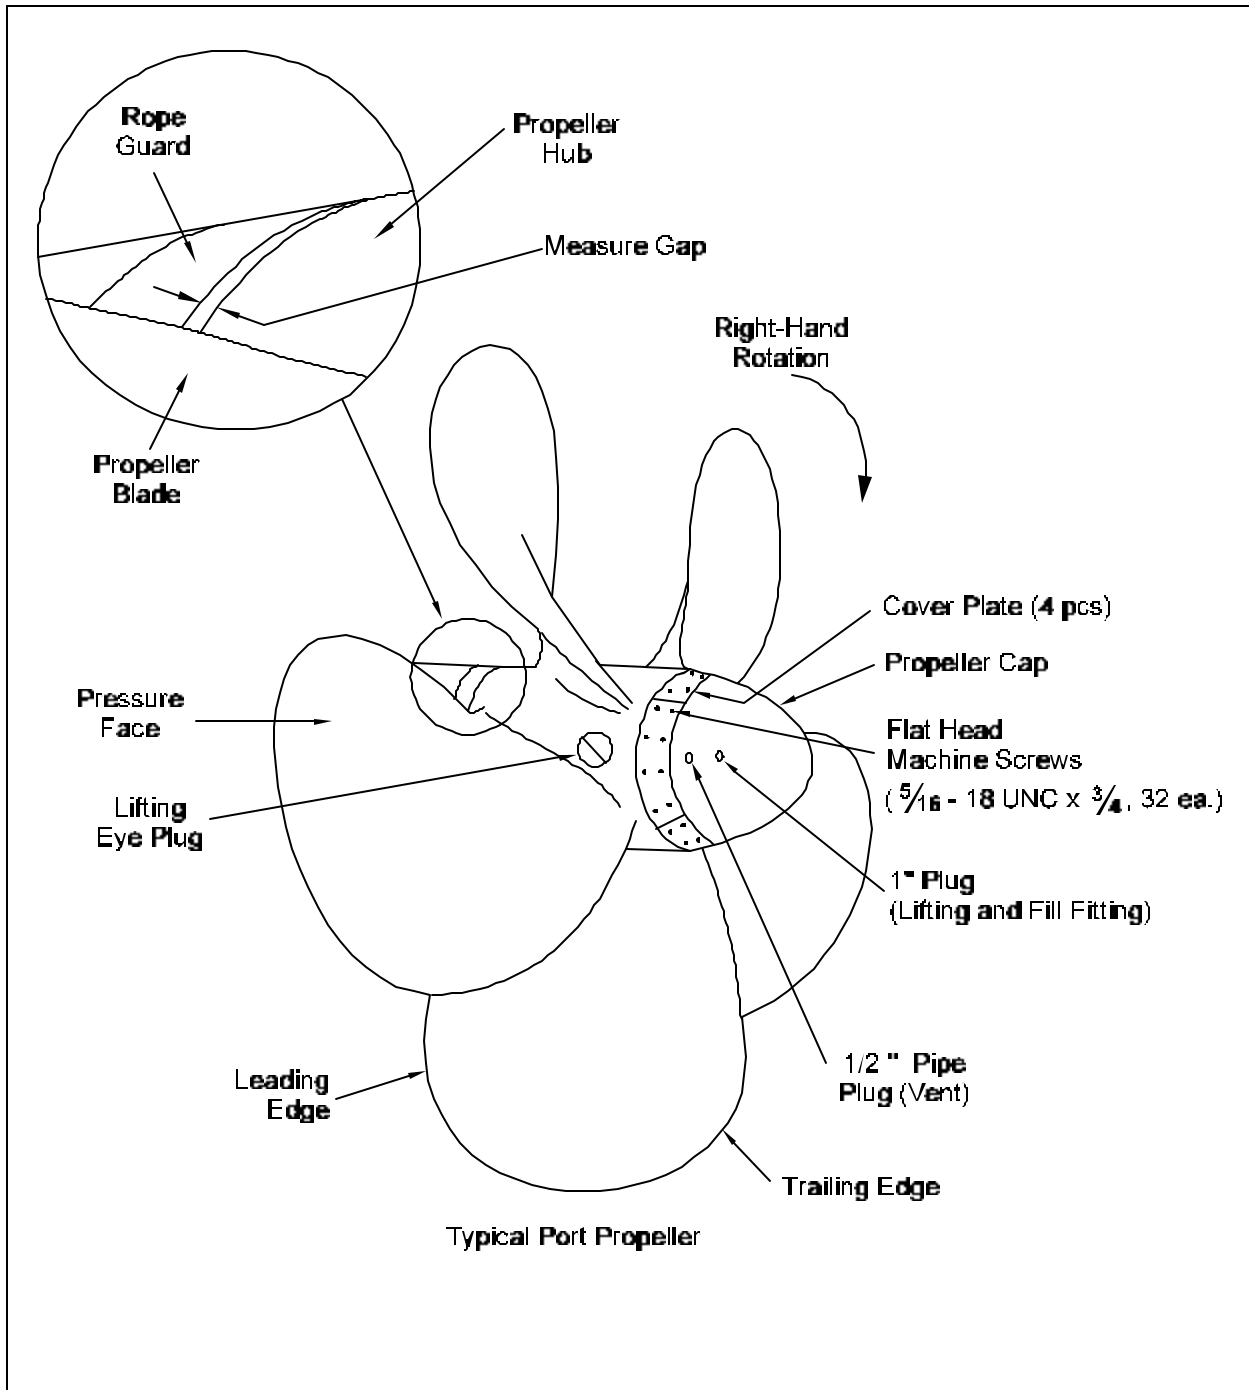 Rope
Guard
Propeller
Hub
Measure Gap
Right-Hand
Rotation
Propeller
Blade
Cover Plate (4 pcs)
Propeller Cap
Pressure
Face
Flat Head
Machine Screws
( 5/16 - 18 UNC x 3/4, 32 ea.)
Lifting
Eye Plug
1" Plug
(Lifting and Fill Fitting)
Leading
Edge
1/2 " Pipe
Plug (Vent)
Trailing Edge
Typical Port Propeller